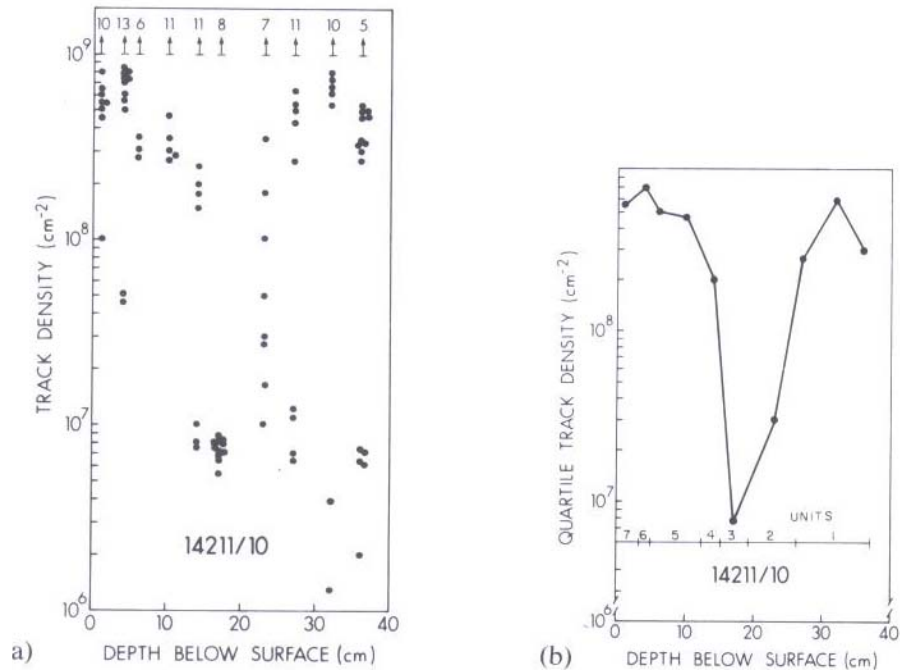 10 13 6 11 11 8 7 11 10 5
10⁹
10⁸
10⁷
10⁶
TRACK DENSITY (cm⁻²)
14211/10
0 10 20 30 40
a) DEPTH BELOW SURFACE (cm)
QUARTILE TRACK DENSITY (cm⁻²)
10⁸
10⁷
10⁶
UNITS
7 6 5 4 3 2 1
14211/10
0 10 20 30 40
(b) DEPTH BELOW SURFACE (cm)